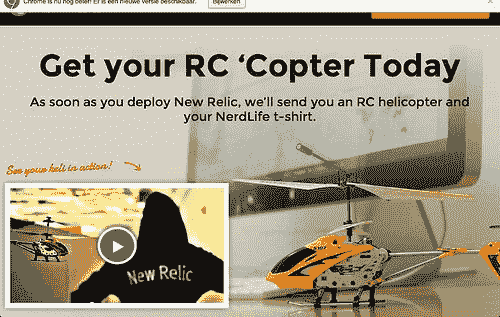 Chrome is nu nog beter! Er is een nieuwe versie beschikbaar. Bijwerken
Get your RC ‘Copter Today
As soon as you deploy New Relic, we'll send you an RC helicopter and
your NerdLife t-shirt.
See your heli in action!
New Relic